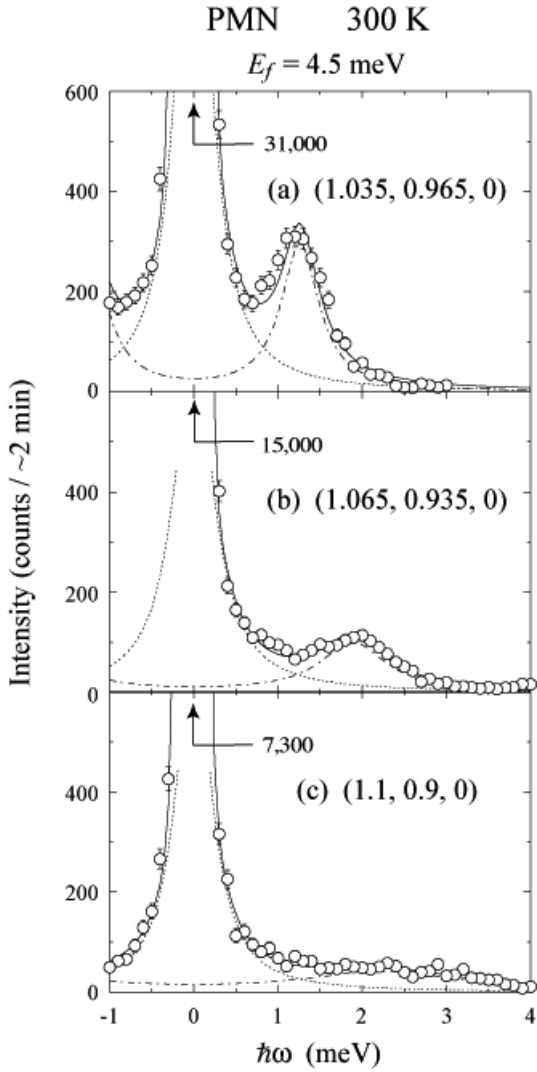 PMN 300 K
E_f = 4.5 meV
600
31,000
(a) (1.035, 0.965, 0)
400
200
0
15,000
(b) (1.065, 0.935, 0)
400
200
0
7,300
(c) (1.1, 0.9, 0)
400
200
0
-1 0 1 2 3 4
ħω (meV)
Intensity (counts / ~2 min)